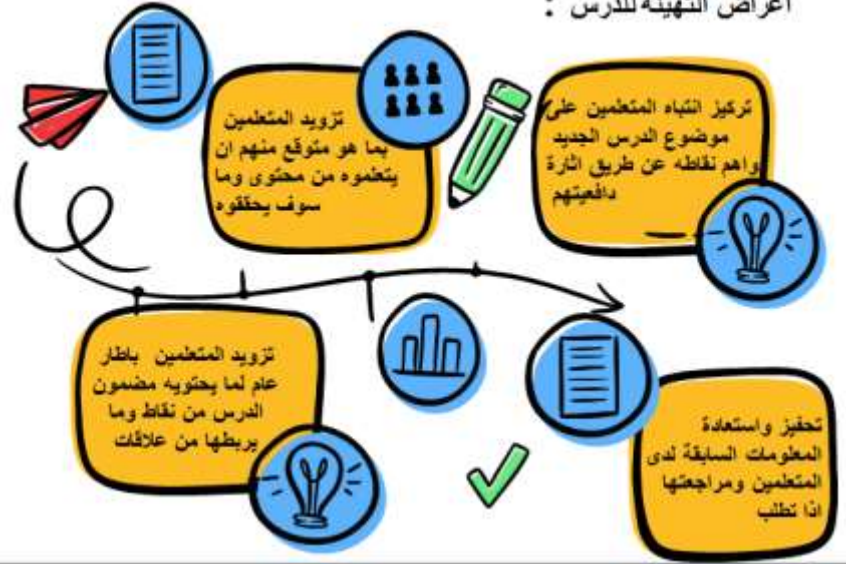 اغراض التهيئة للدرس :
تركيز انتباه المتعلمين على
موضوع الدرس الجديد
واهم نقاطه عن طريق اثارة
دافعيتهم
تزويد المتعلمين
بما هو متوقع منهم ان
يتعلموه من محتوى وما
سوف يحققوه
تزويد المتعلمين باطار
عام لما يحتويه مضمون
الدرس من نقاط وما
يربطها من علاقات
تحفيز واستعادة
المعلومات السابقة لدى
المتعلمين ومراجعتها
اذا تطلب